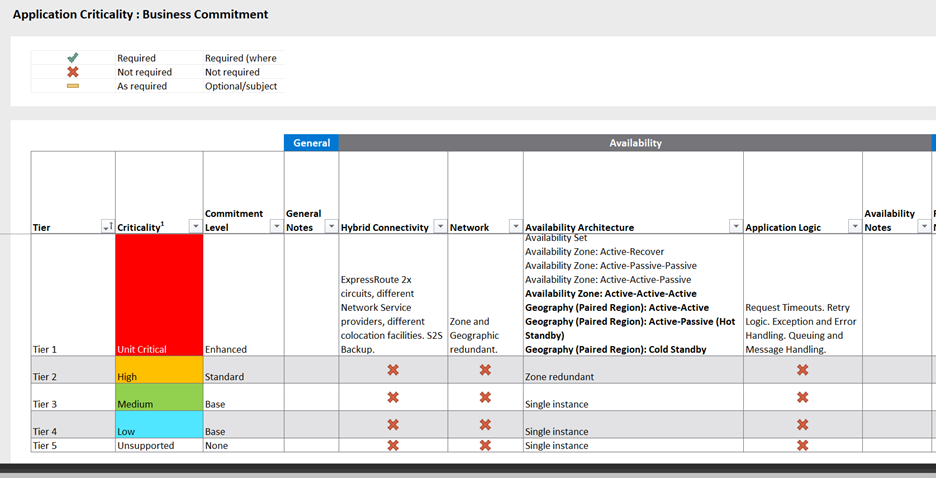 Application Criticality : Business Commitment
Required Required (where
Not required Not required
As required Optional/subject
General Availability
Tier Criticality1 Commitment Level General Notes Hybrid Connectivity Network Availability Architecture Application Logic Availability Notes
Tier 1
Unit Critical
Enhanced
ExpressRoute 2x
circuits, different
Network Service
providers, different
colocation facilities. S2S
Backup.
Zone and
Geographic
redundant.
Availability Set
Availability Zone: Active-Recover
Availability Zone: Active-Passive-Passive
Availability Zone: Active-Active-Passive
Availability Zone: Active-Active-Active
Geography (Paired Region): Active-Active
Geography (Paired Region): Active-Passive (Hot
Standby)
Geography (Paired Region): Cold Standby
Request Timeouts. Retry
Logic. Exception and Error
Handling. Queuing and
Message Handling.
Tier 2 High Standard Zone redundant
Tier 3 Medium Base Single instance
Tier 4 Low Base Single instance
Tier 5 Unsupported None